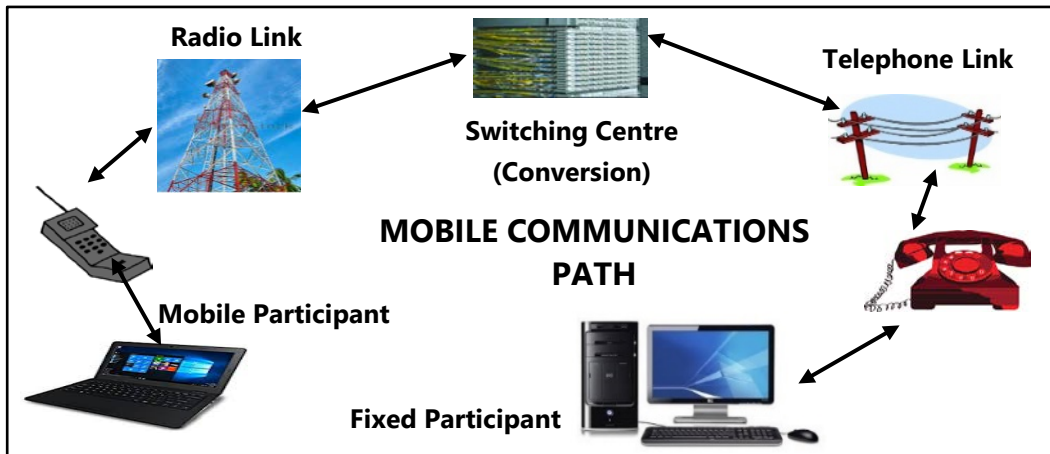 Radio Link
Telephone Link
Switching Centre
(Conversion)
MOBILE COMMUNICATIONS
PATH
Mobile Participant
Fixed Participant